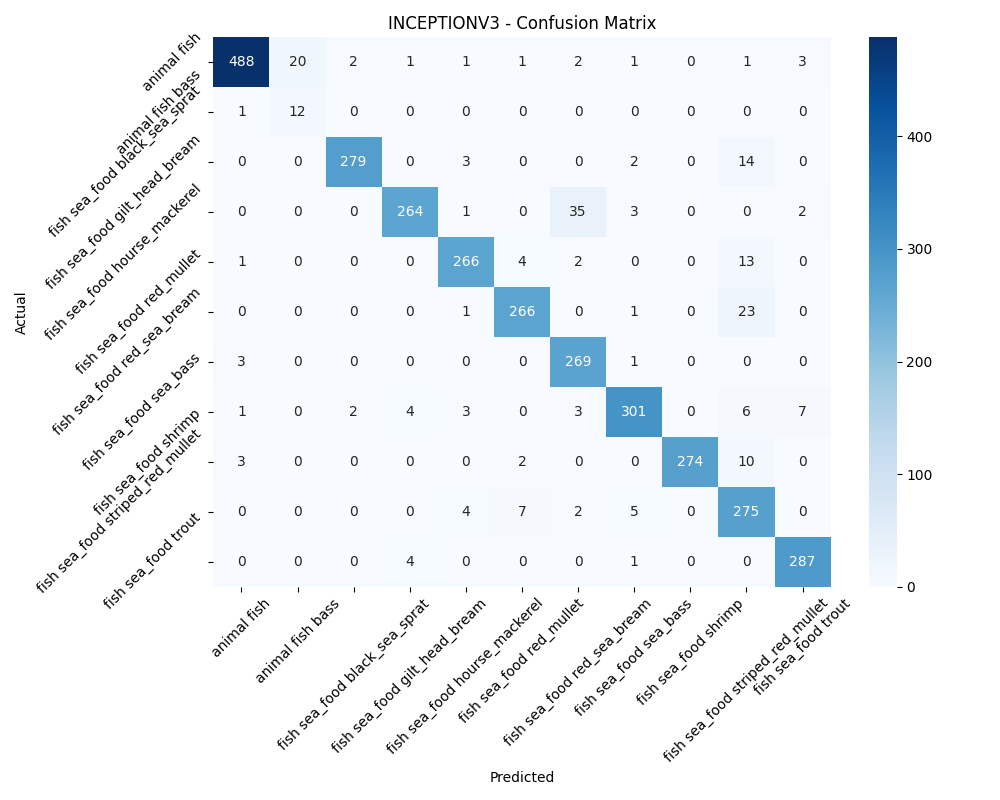 INCEPTIONV3 - Confusion Matrix
Actual
animal fish
animal fish bass
fish sea_food black_sea_sprat
fish sea_food gilt_head_bream
fish sea_food hourse_mackerel
fish sea_food red_mullet
fish sea_food red_sea_bream
fish sea_food sea_bass
fish sea_food shrimp
fish sea_food striped_red_mullet
fish sea_food trout
488 20 2 1 1 1 2 1 0 1 3
1 12 0 0 0 0 0 0 0 0 0
0 0 279 0 3 0 0 2 0 14 0
0 0 0 264 1 0 35 3 0 0 2
1 0 0 0 266 4 2 0 0 13 0
0 0 0 0 1 266 0 1 0 23 0
3 0 0 0 0 0 269 1 0 0 0
1 0 2 4 3 0 3 301 0 6 7
3 0 0 0 0 2 0 0 274 10 0
0 0 0 0 4 7 2 5 0 275 0
0 0 0 4 0 0 0 1 0 0 287
animal fish
animal fish bass
fish sea_food black_sea_sprat
fish sea_food gilt_head_bream
fish sea_food hourse_mackerel
fish sea_food red_mullet
fish sea_food red_sea_bream
fish sea_food sea_bass
fish sea_food shrimp
fish sea_food striped_red_mullet
fish sea_food trout
Predicted
400
300
200
100
0